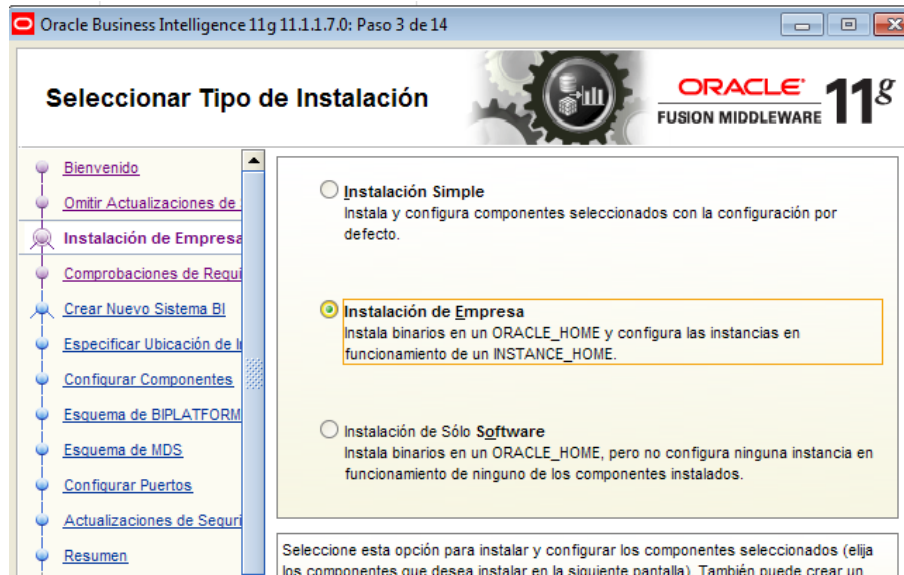 Oracle Business Intelligence 11g 11.1.1.7.0: Paso 3 de 14
Seleccionar Tipo de Instalación
ORACLE
FUSION MIDDLEWARE 11g
Bienvenido
Omitir Actualizaciones de
Instalación de Empresa
Comprobaciones de Requi
Crear Nuevo Sistema BI
Especificar Ubicación de
Configurar Componentes
Esquema de BIPLATFORM
Esquema de MDS
Configurar Puertos
Actualizaciones de Seguri
Resumen
Instalación Simple
Instala y configura componentes seleccionados con la configuración por
defecto.
Instalación de Empresa
Instala binarios en un ORACLE_HOME y configura las instancias en
funcionamiento de un INSTANCE_HOME.
Instalación de Sólo Software
Instala binarios en un ORACLE_HOME, pero no configura ninguna instancia en
funcionamiento de ninguno de los componentes instalados.
Seleccione esta opción para instalar y configurar los componentes seleccionados (elija
los componentes que desea instalar en la siguiente pantalla). También puede crear un